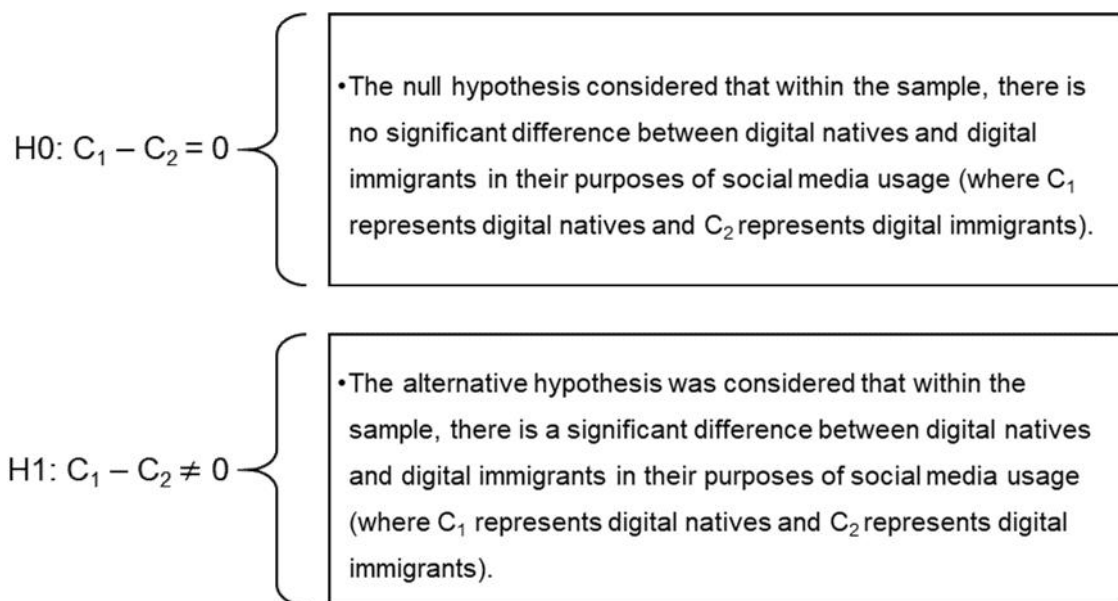 H0: C₁ – C₂ = 0
•The null hypothesis considered that within the sample, there is
no significant difference between digital natives and digital
immigrants in their purposes of social media usage (where C₁
represents digital natives and C₂ represents digital immigrants).
H1: C₁ – C₂ ≠ 0
•The alternative hypothesis was considered that within the
sample, there is a significant difference between digital natives
and digital immigrants in their purposes of social media usage
(where C₁ represents digital natives and C₂ represents digital
immigrants).